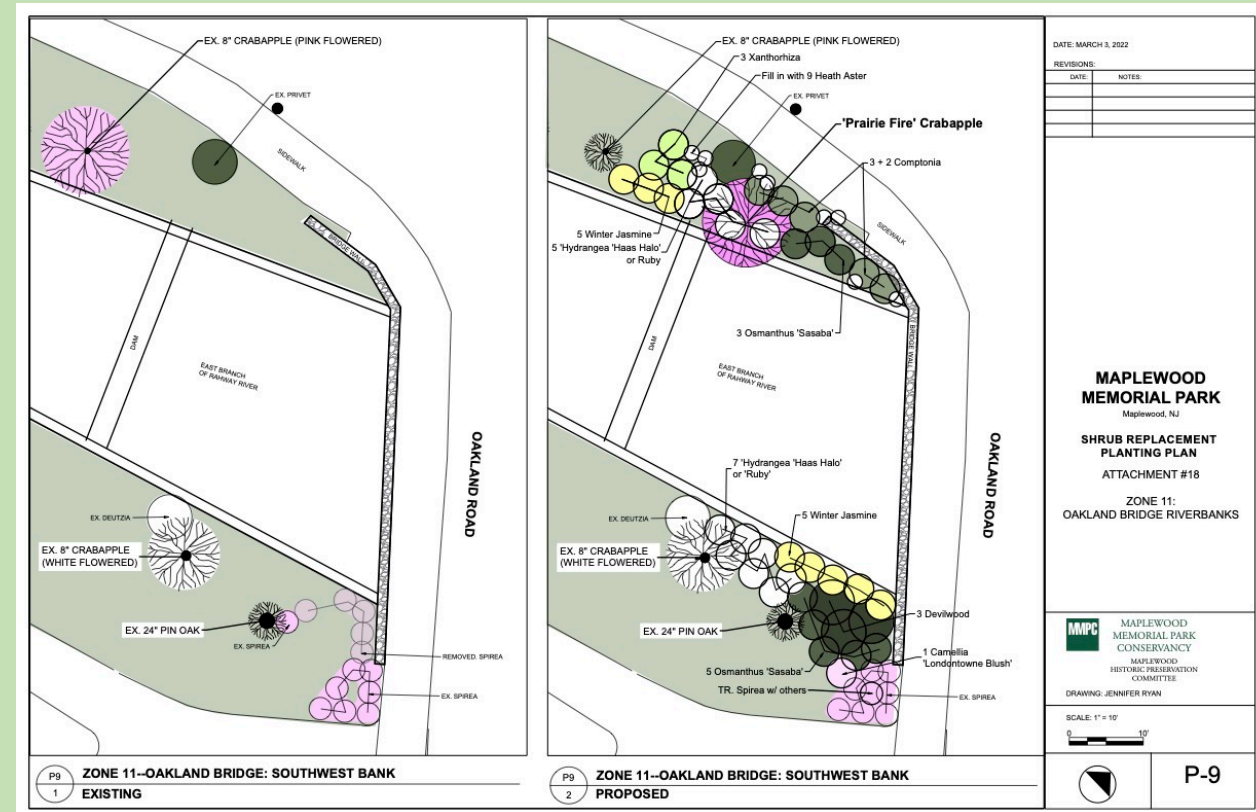 EX. 8" CRABAPPLE (PINK FLOWERED)
EX. PRIVET
SIDEWALK
EX. BRIDGE WALL
DAM
EAST BRANCH
OF RAHWAY RIVER
OAKLAND ROAD
EX. DEUTZIA
EX. 8" CRABAPPLE
(WHITE FLOWERED)
EX. 24" PIN OAK
EX. SPIREA
REMOVED. SPIREA
EX. SPIREA
P9
1
ZONE 11--OAKLAND BRIDGE: SOUTHWEST BANK
EXISTING
EX. 8" CRABAPPLE (PINK FLOWERED)
3 Xanthorhiza
Fill in with 9 Heath Aster
EX. PRIVET
'Prairie Fire' Crabapple
3 + 2 Comptonia
SIDEWALK
5 Winter Jasmine
5 'Hydrangea 'Haas Halo'
or Ruby
3 Osmanthus 'Sasaba'
BRIDGE WALL
DAM
EAST BRANCH
OF RAHWAY RIVER
OAKLAND ROAD
7 'Hydrangea 'Haas Halo'
or 'Ruby'
EX. DEUTZIA
5 Winter Jasmine
EX. 8" CRABAPPLE
(WHITE FLOWERED)
EX. 24" PIN OAK
3 Devilwood
1 Camellia
'Londontowne Blush'
5 Osmanthus 'Sasaba'
TR. Spirea w/ others
EX. SPIREA
P9
2
ZONE 11--OAKLAND BRIDGE: SOUTHWEST BANK
PROPOSED
DATE: MARCH 3, 2022
REVISIONS:
DATE: NOTES:
MAPLEWOOD
MEMORIAL PARK
Maplewood, NJ
SHRUB REPLACEMENT
PLANTING PLAN
ATTACHMENT #18
ZONE 11:
OAKLAND BRIDGE RIVERBANKS
MMPC
MAPLEWOOD
MEMORIAL PARK
CONSERVANCY
MAPLEWOOD
HISTORIC PRESERVATION
COMMITTEE
DRAWING: JENNIFER RYAN
SCALE: 1" = 10'
0 10'
P-9